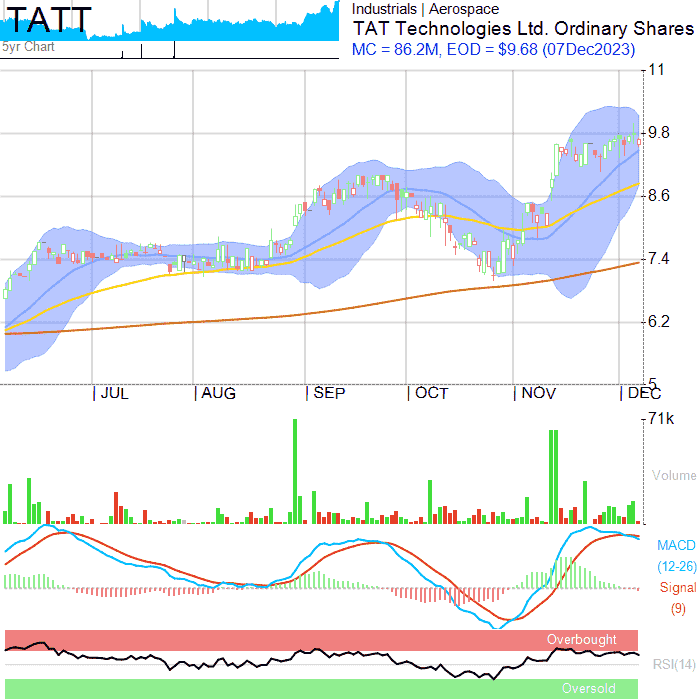 TATT
5yr Chart
Industrials | Aerospace
TAT Technologies Ltd. Ordinary Shares
MC = 86.2M, EOD = $9.68 (07Dec2023)
11
9.8
8.6
7.4
6.2
5
JUL AUG SEP OCT NOV DEC
71k
Volume
MACD
(12-26)
Signal
(9)
Overbought
RSI(14)
Oversold